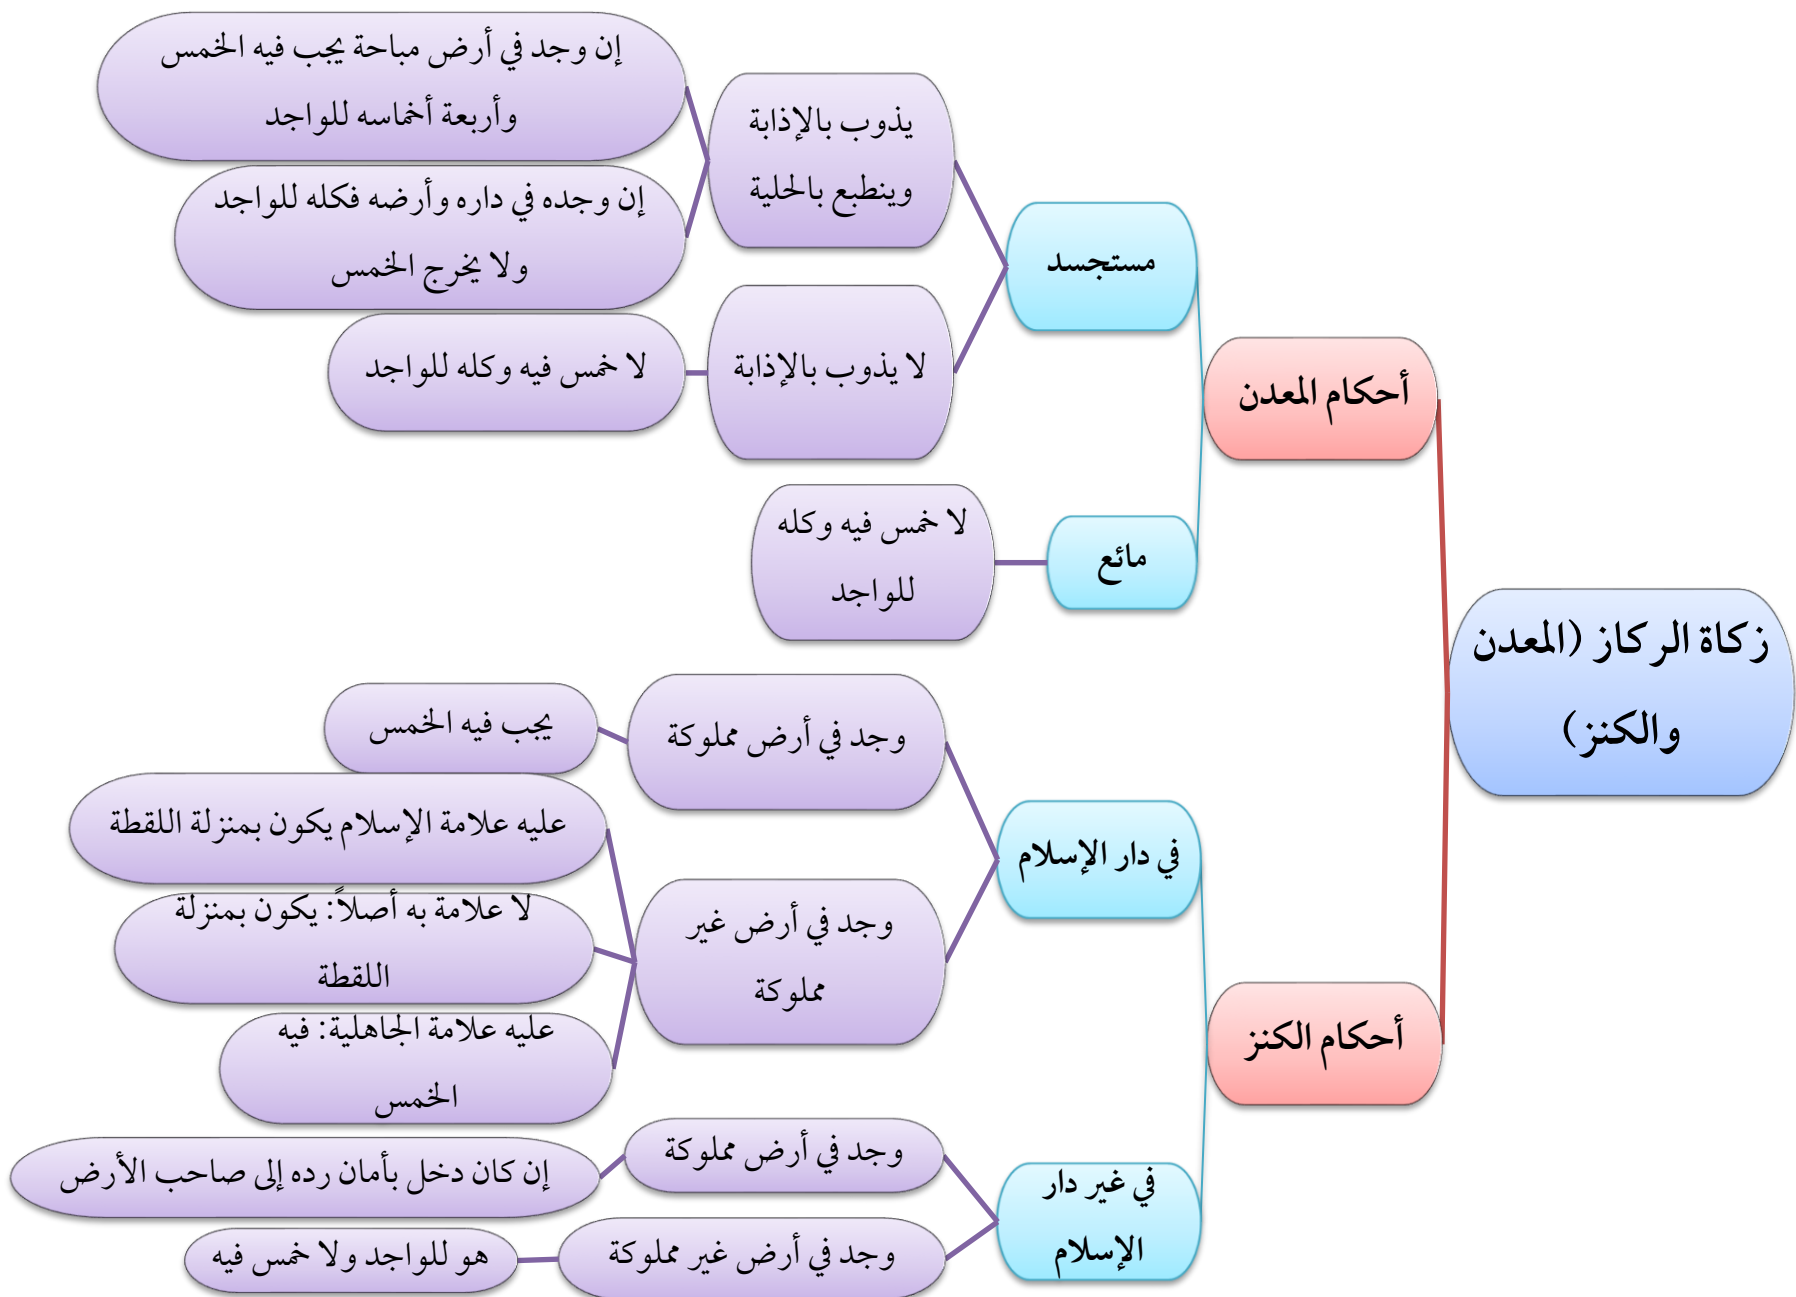 زكاة الركاز (المعدن
والكنز)
أحكام المعدن
مستجسد
يذوب بالإذابة
وينطبع بالحلية
إن وجد في أرض مباحة يجب فيه الخمس
وأربعة أخماسه للواجد
إن وجده في داره وأرضه فكله للواجد
ولا يخرج الخمس
لا يذوب بالإذابة
لا خمس فيه وكله للواجد
مائع
لا خمس فيه وكله
للواجد
أحكام الكنز
في دار الإسلام
وجد في أرض مملوكة
يجب فيه الخمس
وجد في أرض غير
مملوكة
عليه علامة الإسلام يكون بمنزلة اللقطة
لا علامة به أصلاً: يكون بمنزلة
اللقطة
عليه علامة الجاهلية: فيه
الخمس
في غير دار
الإسلام
وجد في أرض مملوكة
إن كان دخل بأمان رده إلى صاحب الأرض
وجد في أرض غير مملوكة
هو للواجد ولا خمس فيه